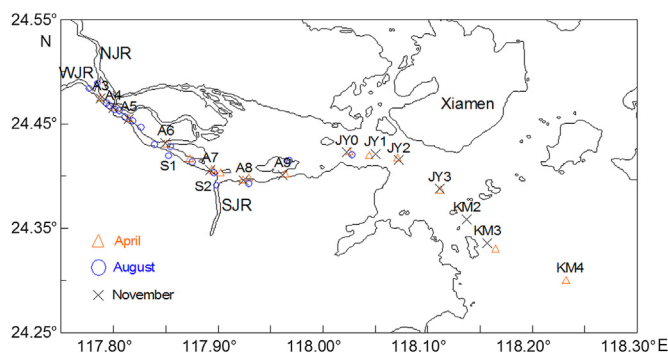 24.55°
N
NJR
WJR
A3
A4
A5
24.45°
A6
S1
A7
S2
A8
SJR
A9
JY0
JY1
JY2
Xiamen
JY3
KM2
KM3
KM4
24.35°
April
August
November
24.25°
117.80°
117.90°
118.00°
118.10°
118.20°
118.30°E